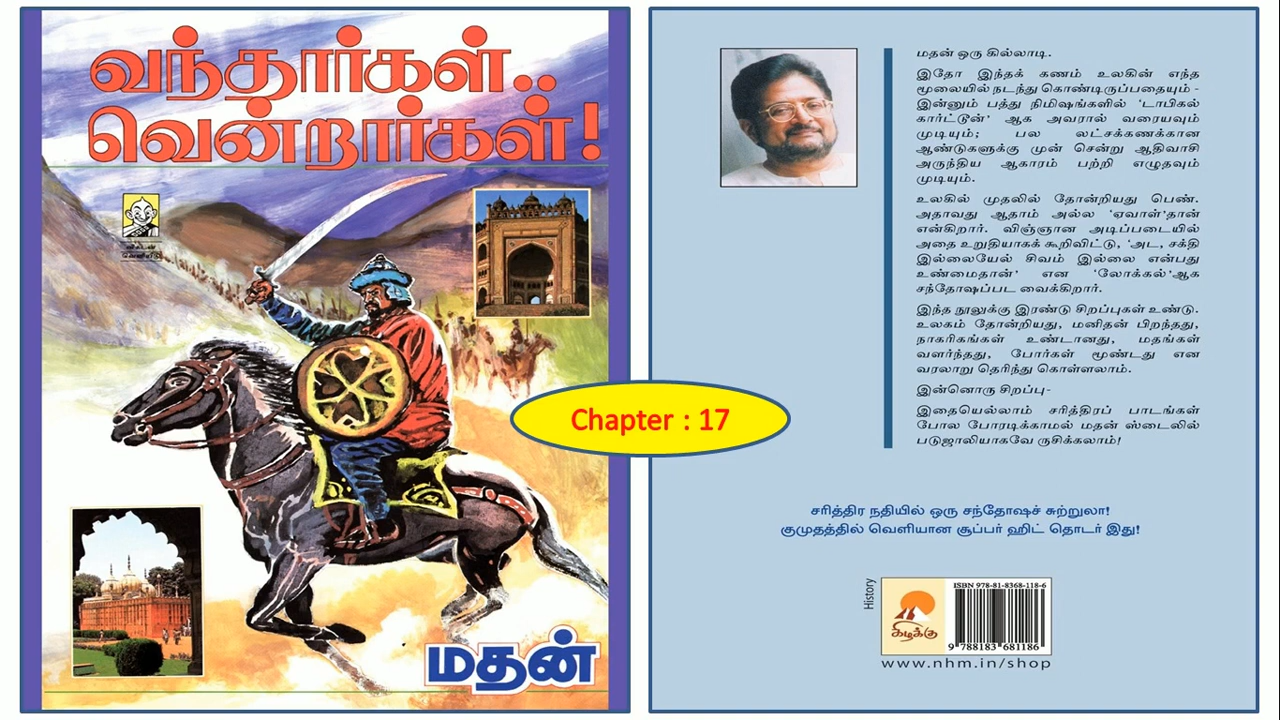 வந்தார்கள்..
வென்றார்கள்!
விகடன்
வெளியீடு
மதன்
Chapter : 17
மதன் ஒரு கில்லாடி.
இதோ இந்தக் கணம் உலகின் எந்த
மூலையில் நடந்து கொண்டிருப்பதையும் -
இன்னும் பத்து நிமிஷங்களில் 'டாபிகல்
கார்ட்டூன்' ஆக அவரால் வரையவும்
முடியும்; பல லட்சக்கணக்கான
ஆண்டுகளுக்கு முன் சென்று ஆதிவாசி
அருந்திய ஆகாரம் பற்றி எழுதவும்
முடியும்.
உலகில் முதலில் தோன்றியது பெண்.
அதாவது ஆதாம் அல்ல 'ஏவாள்'தான்
என்கிறார். விஞ்ஞான அடிப்படையில்
அதை உறுதியாகக் கூறிவிட்டு, 'அட, சக்தி
இல்லையேல் சிவம் இல்லை என்பது
உண்மைதான்' என 'லோக்கல்'ஆக
சந்தோஷப்பட வைக்கிறார்.
இந்த நூலுக்கு இரண்டு சிறப்புகள் உண்டு.
உலகம் தோன்றியது, மனிதன் பிறந்தது,
நாகரிகங்கள் உண்டானது, மதங்கள்
வளர்ந்தது, போர்கள் மூண்டது என
வரலாறு தெரிந்து கொள்ளலாம்.
இன்னொரு சிறப்பு-
இதையெல்லாம் சரித்திரப் பாடங்கள்
போல போரடிக்காமல் மதன் ஸ்டைலில்
படுஜாலியாகவே ருசிக்கலாம்!
சரித்திர நதியில் ஒரு சந்தோஷச் சுற்றுலா!
குமுதத்தில் வெளியான சூப்பர் ஹிட் தொடர் இது!
History
கிழக்கு
ISBN 978-81-8368-118-6
9 788183 681186
www.nhm.in/shop